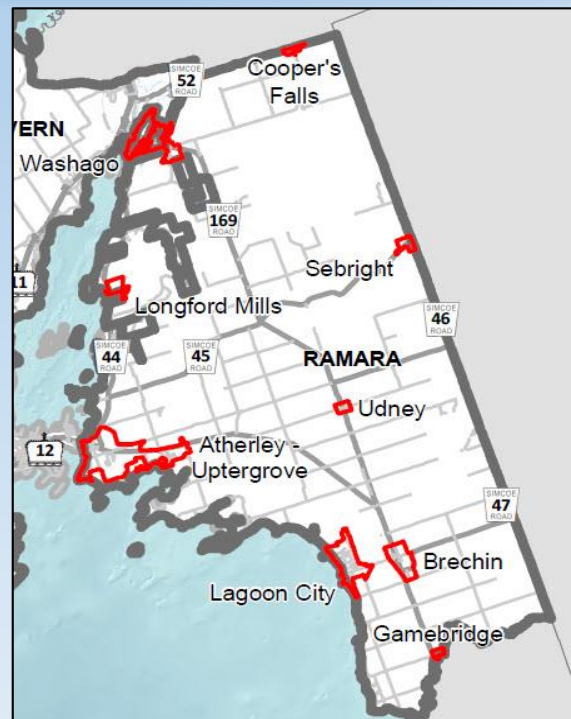 Cooper's
Falls
SIMCOE
52
ROAD
VERN
Washago
SIMCOE
169
ROAD
Sebright
11
Longford Mills
SIMCOE
46
ROAD
SIMCOE
44
ROAD
SIMCOE
45
ROAD
RAMARA
Udney
12
Atherley -
Uptergrove
SIMCOE
47
ROAD
Brechin
Lagoon City
Gamebridge